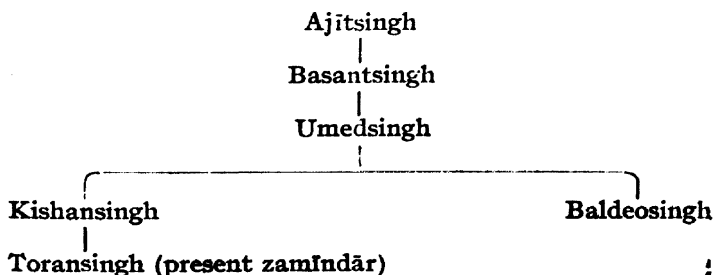 Ajītsingh
Basantsingh
Umedsingh
Kishansingh Baldeosingh
Toransingh (present zamīndār)